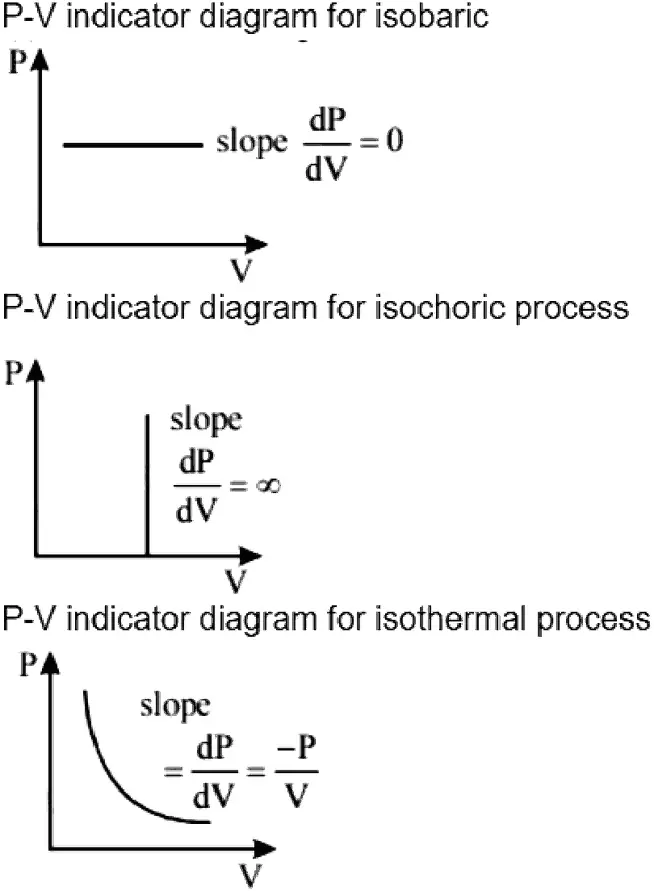 P-V indicator diagram for isobaric
P
slope dP/dV = 0
V
P-V indicator diagram for isochoric process
P
slope
dP/dV = ∞
V
P-V indicator diagram for isothermal process
P
slope
= dP/dV = -P/V
V